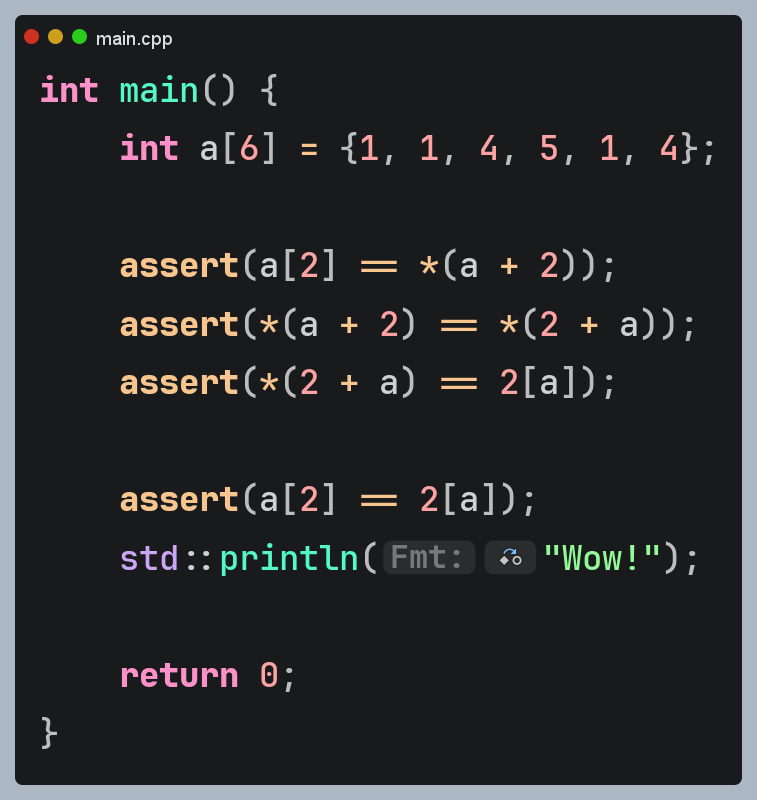 main.cpp
int main() {
    int a[6] = {1, 1, 4, 5, 1, 4};
    assert(a[2] == *(a + 2));
    assert(*(a + 2) == *(2 + a));
    assert(*(2 + a) == 2[a]);
    assert(a[2] == 2[a]);
    std::println(Fmt: "Wow!");
    return 0;
}